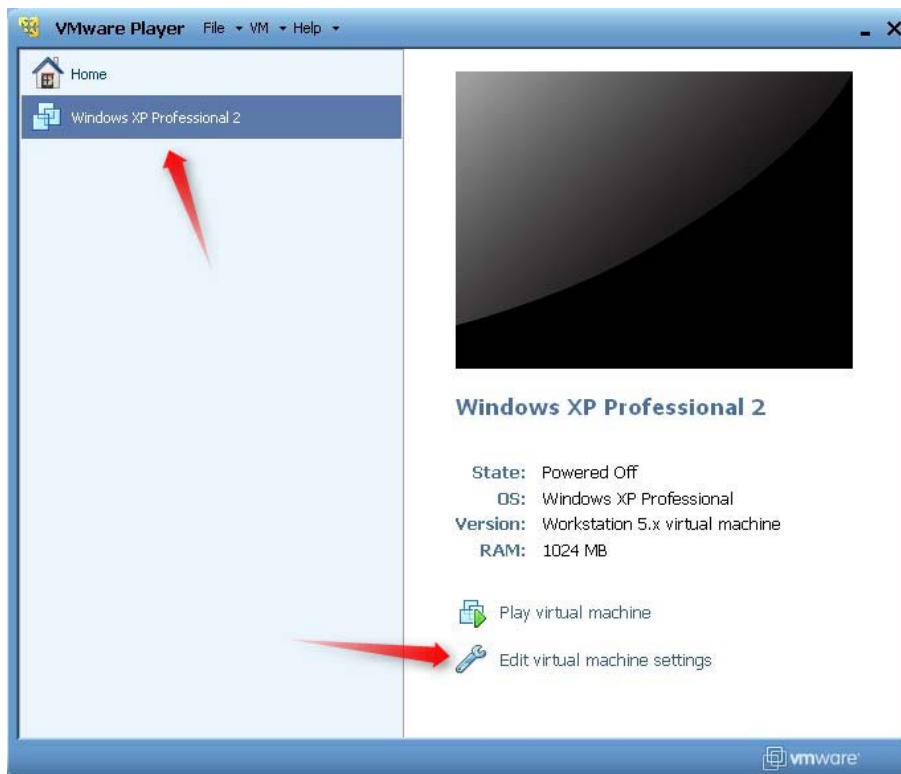 VMware Player File VM Help
Home
Windows XP Professional 2
Windows XP Professional 2
State: Powered Off
OS: Windows XP Professional
Version: Workstation 5.x virtual machine
RAM: 1024 MB
Play virtual machine
Edit virtual machine settings
vmware